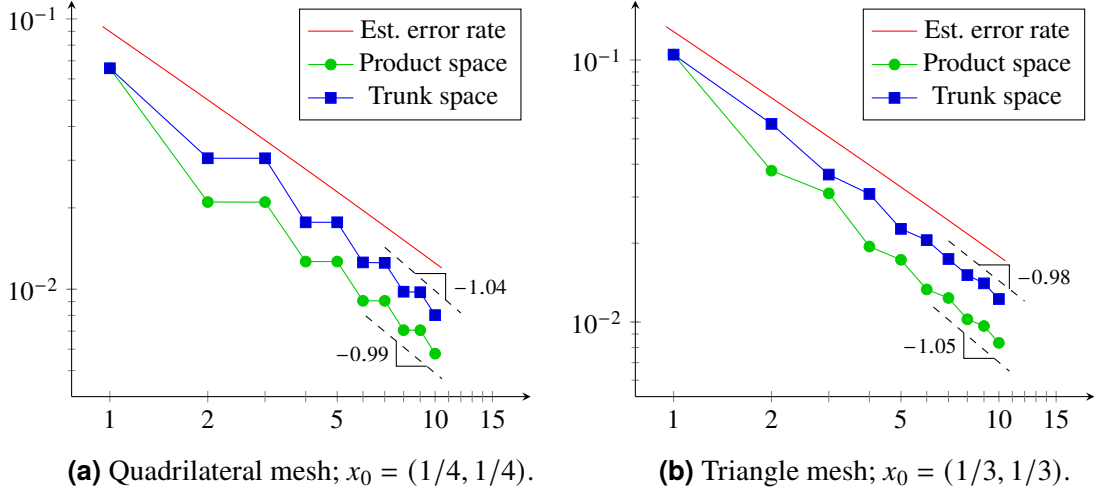 10⁻¹
10⁻²
Est. error rate
Product space
Trunk space
−1.04
−0.99
1 2 5 10 15
(a) Quadrilateral mesh; x₀ = (1/4, 1/4).
10⁻¹
10⁻²
Est. error rate
Product space
Trunk space
−0.98
−1.05
1 2 5 10 15
(b) Triangle mesh; x₀ = (1/3, 1/3).